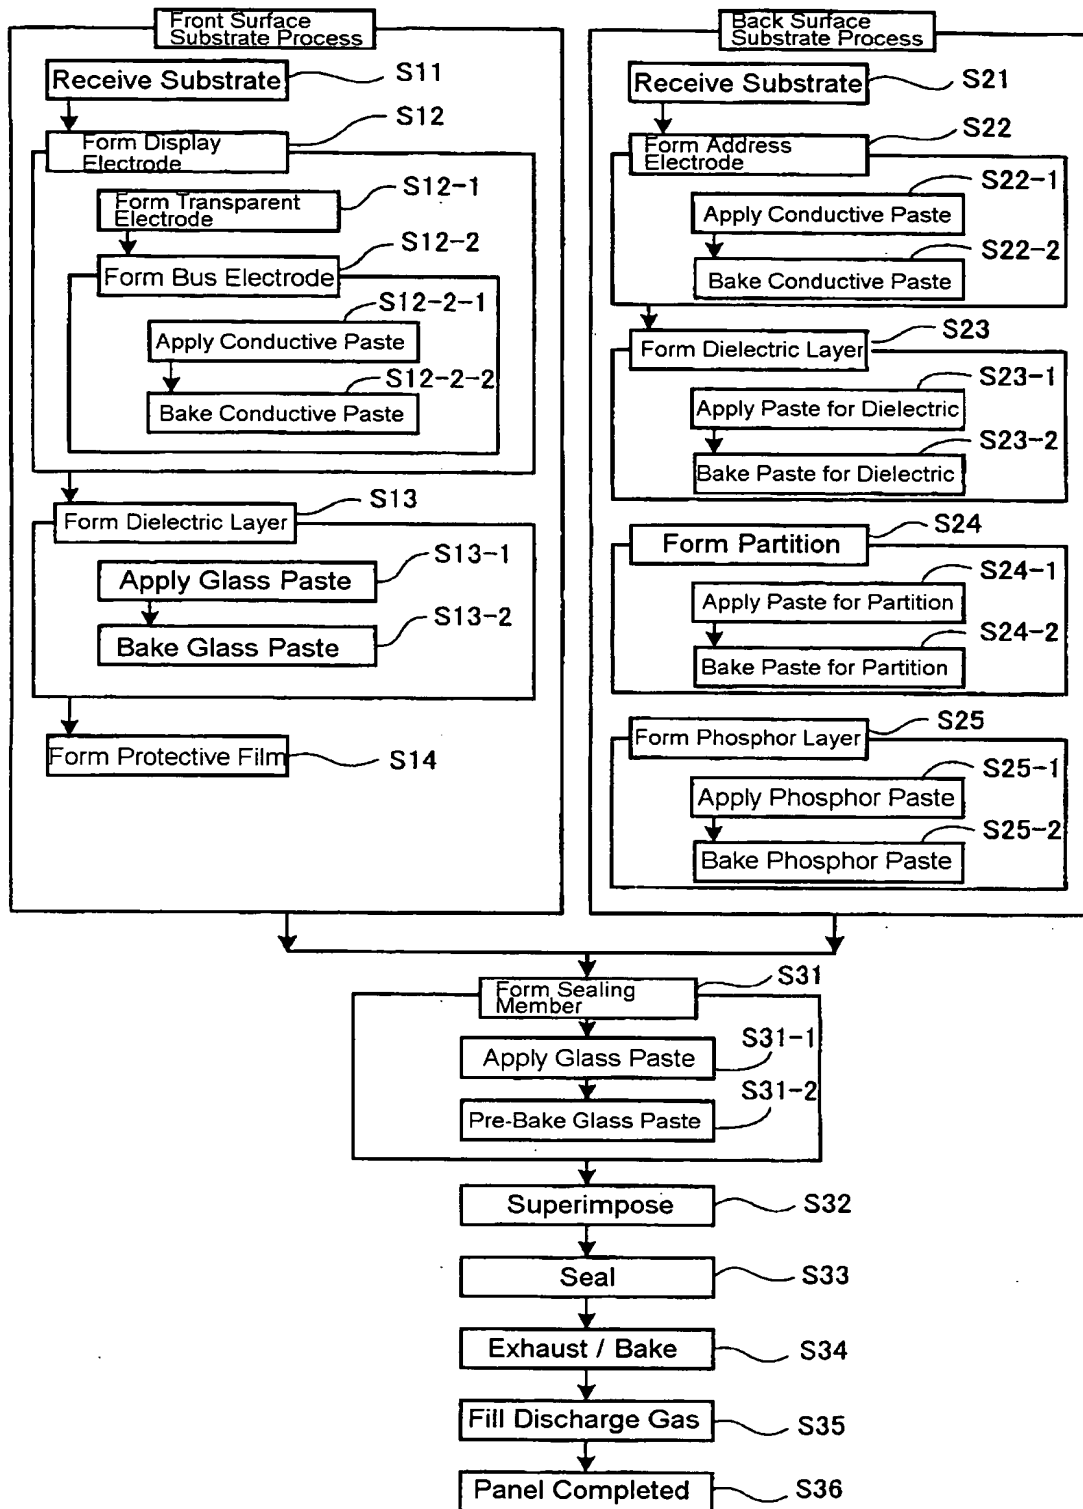 Front Surface
Substrate Process
Receive Substrate
S11
Form Display
Electrode
S12
Form Transparent
Electrode
S12-1
Form Bus Electrode
S12-2
Apply Conductive Paste
S12-2-1
Bake Conductive Paste
S12-2-2
Form Dielectric Layer
S13
Apply Glass Paste
S13-1
Bake Glass Paste
S13-2
Form Protective Film
S14
Back Surface
Substrate Process
Receive Substrate
S21
Form Address
Electrode
S22
Apply Conductive Paste
S22-1
Bake Conductive Paste
S22-2
Form Dielectric Layer
S23
Apply Paste for Dielectric
S23-1
Bake Paste for Dielectric
S23-2
Form Partition
S24
Apply Paste for Partition
S24-1
Bake Paste for Partition
S24-2
Form Phosphor Layer
S25
Apply Phosphor Paste
S25-1
Bake Phosphor Paste
S25-2
Form Sealing
Member
S31
Apply Glass Paste
S31-1
Pre-Bake Glass Paste
S31-2
Superimpose
S32
Seal
S33
Exhaust / Bake
S34
Fill Discharge Gas
S35
Panel Completed
S36